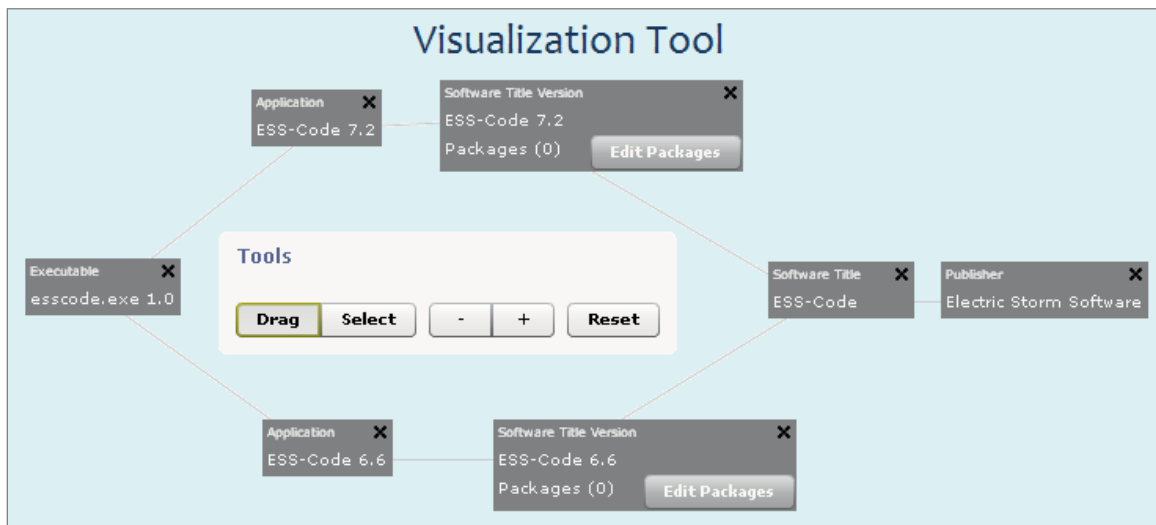 Visualization Tool
Application
ESS-Code 7.2
Software Title Version
ESS-Code 7.2
Packages (0)
Edit Packages
Executable
esscode.exe 1.0
Tools
Drag
Select
-
+
Reset
Software Title
ESS-Code
Publisher
Electric Storm Software
Application
ESS-Code 6.6
Software Title Version
ESS-Code 6.6
Packages (0)
Edit Packages